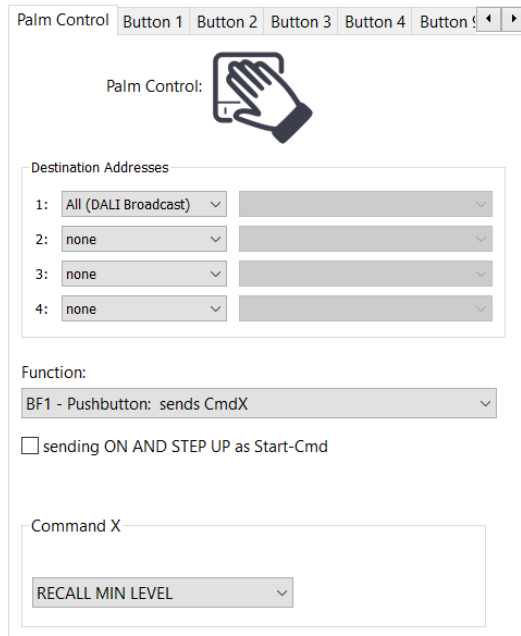 Palm Control Button 1 Button 2 Button 3 Button 4 Button
Palm Control:
Destination Addresses
1: All (DALI Broadcast)
2: none
3: none
4: none
Function:
BF1 - Pushbutton: sends CmdX
sending ON AND STEP UP as Start-Cmd
Command X
RECALL MIN LEVEL